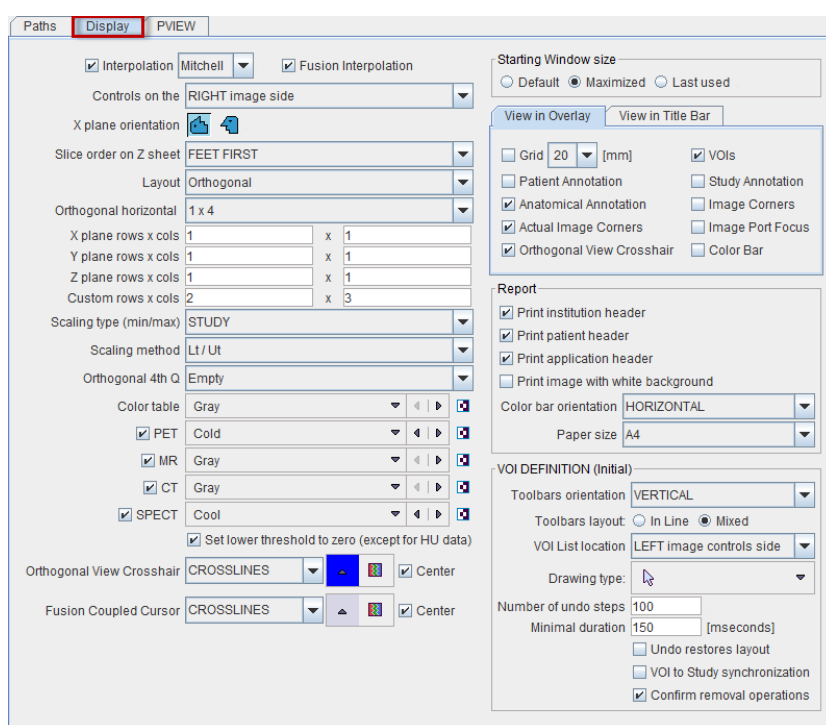 Paths Display PVIEW
Interpolation Mitchell Fusion Interpolation
Controls on the RIGHT image side
X plane orientation
Slice order on Z sheet FEET FIRST
Layout Orthogonal
Orthogonal horizontal 1 x 4
X plane rows x cols 1 x 1
Y plane rows x cols 1 x 1
Z plane rows x cols 1 x 1
Custom rows x cols 2 x 3
Scaling type (min/max) STUDY
Scaling method Lt / Ut
Orthogonal 4th Q Empty
Color table Gray
PET Cold
MR Gray
CT Gray
SPECT Cool
Set lower threshold to zero (except for HU data)
Orthogonal View Crosshair CROSSLINES Center
Fusion Coupled Cursor CROSSLINES Center
Starting Window size
Default Maximized Last used
View in Overlay View in Title Bar
Grid 20 [mm] VOIs
Patient Annotation Study Annotation
Anatomical Annotation Image Corners
Actual Image Corners Image Port Focus
Orthogonal View Crosshair Color Bar
Report
Print institution header
Print patient header
Print application header
Print image with white background
Color bar orientation HORIZONTAL
Paper size A4
VOI DEFINITION (Initial)
Toolbars orientation VERTICAL
Toolbars layout: In Line Mixed
VOI List location LEFT image controls side
Drawing type:
Number of undo steps 100
Minimal duration 150 [mseconds]
Undo restores layout
VOI to Study synchronization
Confirm removal operations